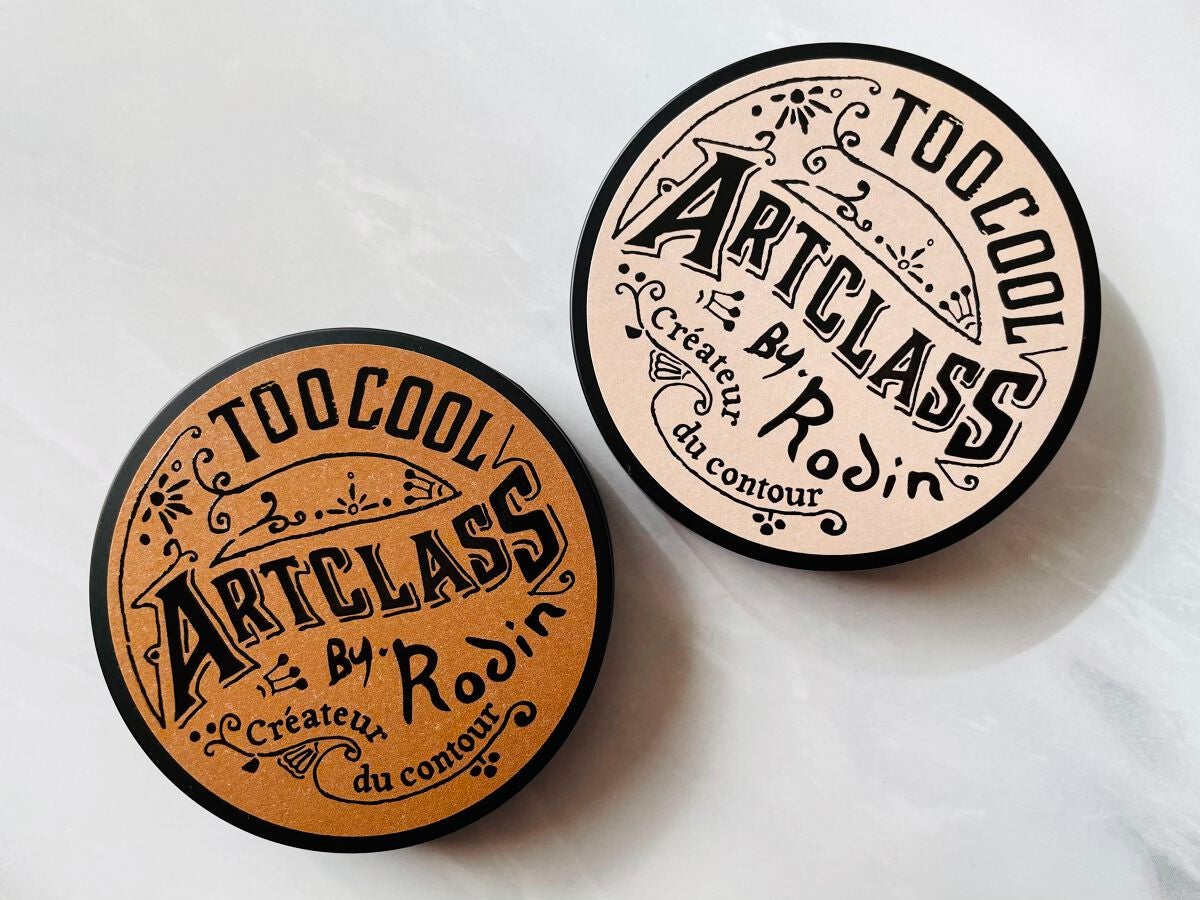 TOO COOL
ARTCLASS
By. Rodin
Créateur
du contour
TOO COOL
ARTCLASS
By. Rodin
Créateur
du contour